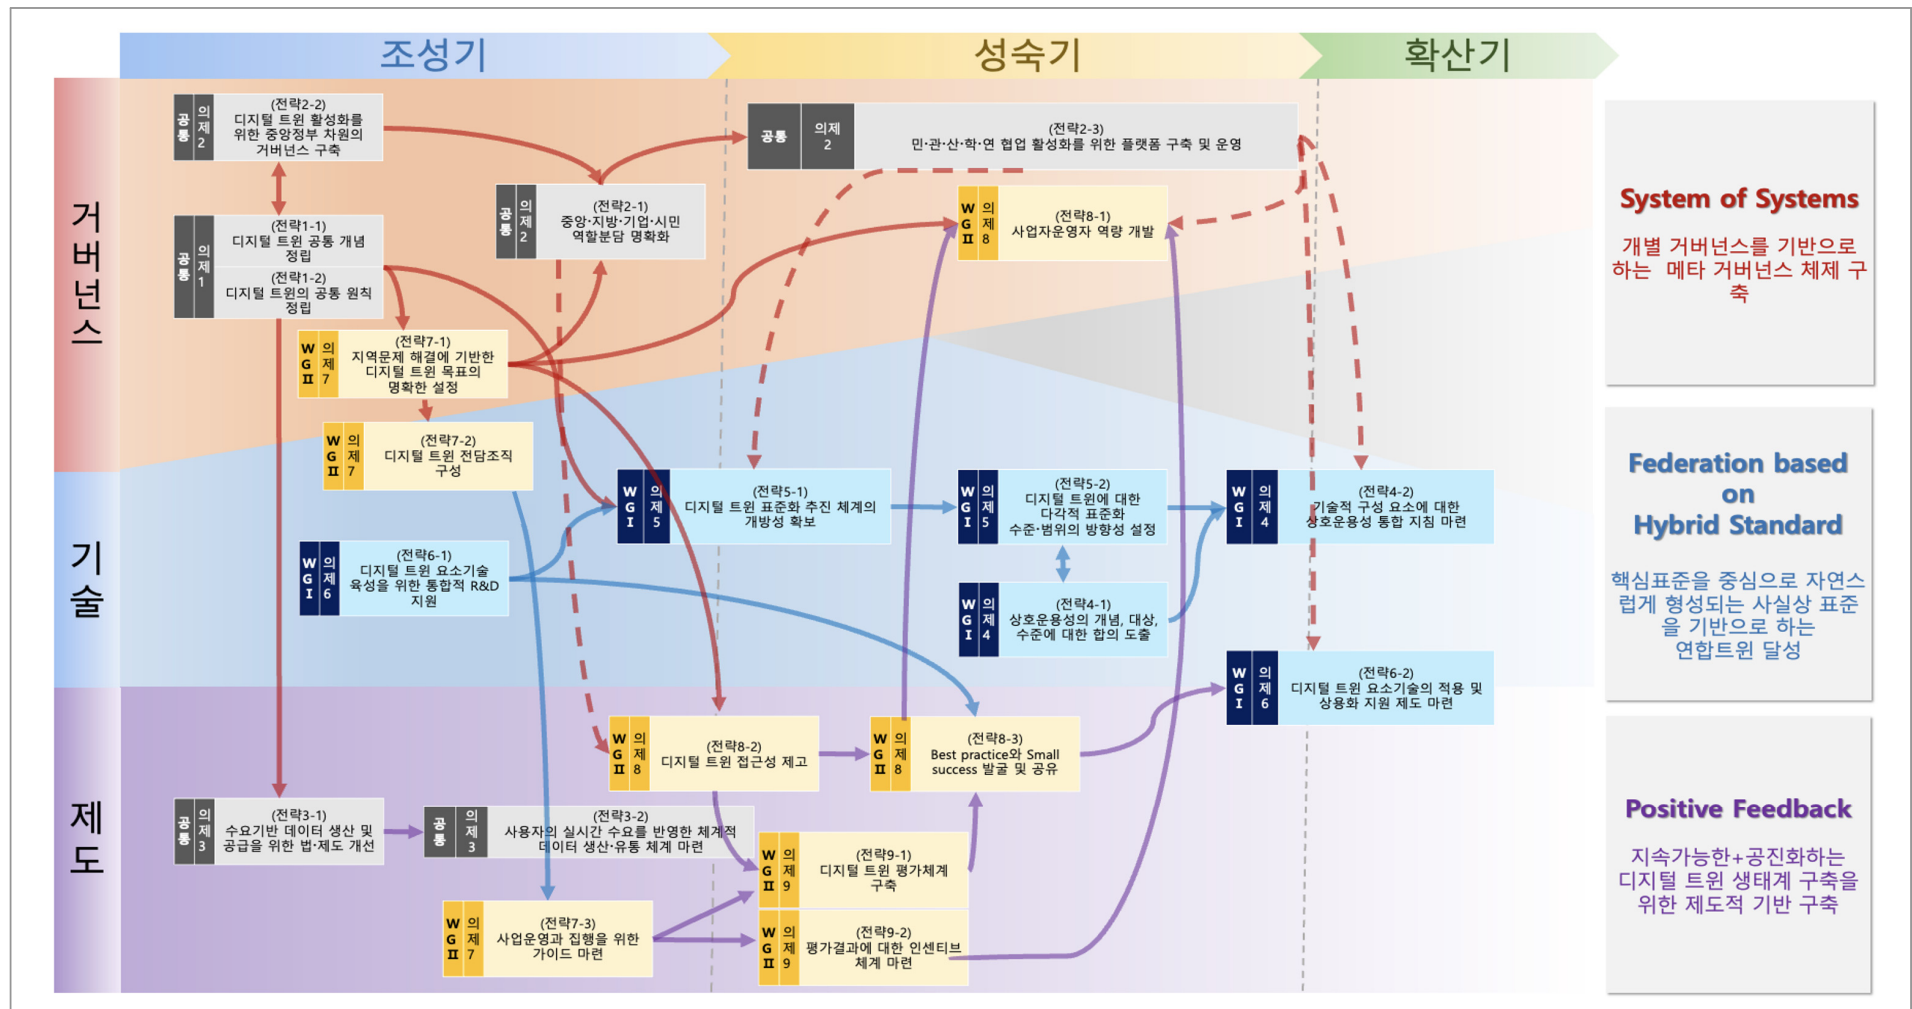 조성기
성숙기
확산기
거버넌스
공통
의제2
(전략2-2)
디지털 트윈 활성화를
위한 중앙정부 차원의
거버넌스 구축
공통
의제2
(전략2-3)
민·관·산·학·연 협업 활성화를 위한 플랫폼 구축 및 운영
공통
의제2
(전략2-1)
중앙·지방·기업·시민
역할분담 명확화
WGⅡ
의제8
(전략8-1)
사업자운영자 역량 개발
공통
의제1
(전략1-1)
디지털 트윈 공통 개념
정립
(전략1-2)
디지털 트윈의 공통 원칙
정립
WGⅡ
의제7
(전략7-1)
지역문제 해결에 기반한
디지털 트윈 목표의
명확한 설정
WGⅡ
의제7
(전략7-2)
디지털 트윈 전담조직
구성
기술
WGI
의제5
(전략5-1)
디지털 트윈 표준화 추진 체계의
개방성 확보
WGI
의제5
(전략5-2)
디지털 트윈에 대한
다각적 표준화
수준·범위의 방향성 설정
WGI
의제4
(전략4-2)
기술적 구성 요소에 대한
상호운용성 통합 지침 마련
WGI
의제6
(전략6-1)
디지털 트윈 요소기술
육성을 위한 통합적 R&D
지원
WGI
의제4
(전략4-1)
상호운용성의 개념, 대상,
수준에 대한 합의 도출
WGI
의제6
(전략6-2)
디지털 트윈 요소기술의 적용 및
상용화 지원 제도 마련
제도
WGⅡ
의제8
(전략8-2)
디지털 트윈 접근성 제고
WGⅡ
의제8
(전략8-3)
Best practice와 Small
success 발굴 및 공유
공통
의제3
(전략3-1)
수요기반 데이터 생산 및
공급을 위한 법·제도 개선
공통
의제3
(전략3-2)
사용자의 실시간 수요를 반영한 체계적
데이터 생산·유통 체계 마련
WGⅡ
의제9
(전략9-1)
디지털 트윈 평가체계
구축
WGⅡ
의제7
(전략7-3)
사업운영과 집행을 위한
가이드 마련
WGⅡ
의제9
(전략9-2)
평가결과에 대한 인센티브
체계 마련
System of Systems
개별 거버넌스를 기반으로
하는 메타 거버넌스 체제 구
축
Federation based
on
Hybrid Standard
핵심표준을 중심으로 자연스
럽게 형성되는 사실상 표준
을 기반으로 하는
연합트윈 달성
Positive Feedback
지속가능한+공진화하는
디지털 트윈 생태계 구축을
위한 제도적 기반 구축